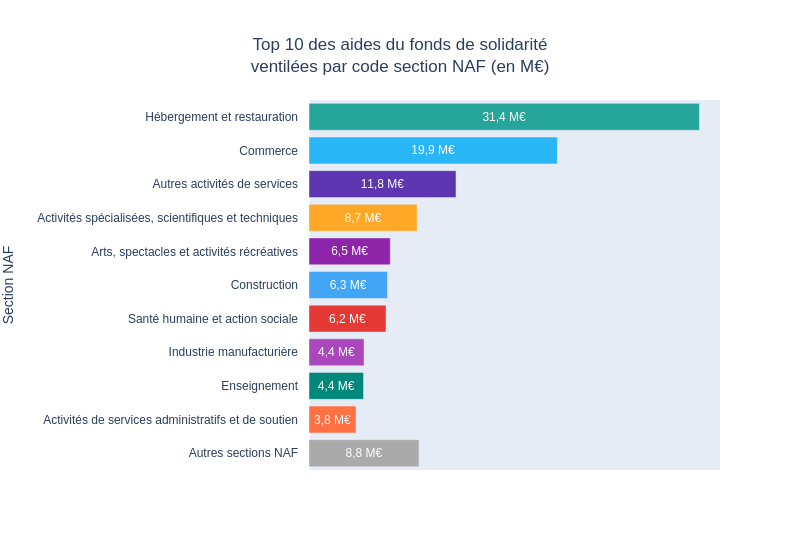 Top 10 des aides du fonds de solidarité
ventilées par code section NAF (en M€)
Section NAF
Hébergement et restauration 31,4 M€
Commerce 19,9 M€
Autres activités de services 11,8 M€
Activités spécialisées, scientifiques et techniques 8,7 M€
Arts, spectacles et activités récréatives 6,5 M€
Construction 6,3 M€
Santé humaine et action sociale 6,2 M€
Industrie manufacturière 4,4 M€
Enseignement 4,4 M€
Activités de services administratifs et de soutien 3,8 M€
Autres sections NAF 8,8 M€